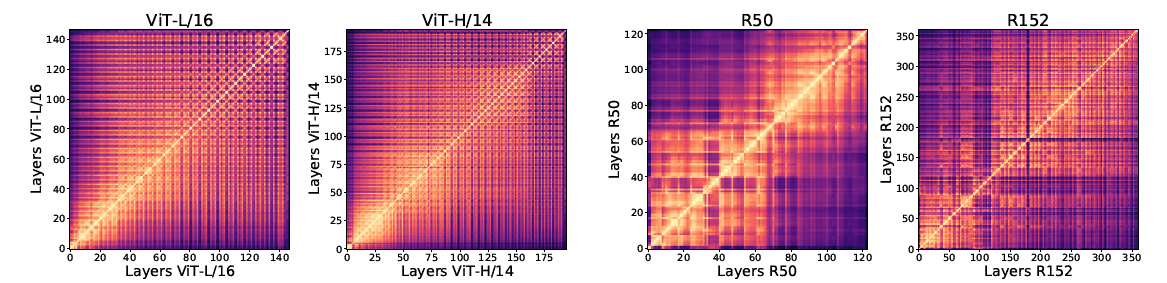 ViT-L/16
Layers ViT-L/16
140
120
100
80
60
40
20
0
0 20 40 60 80 100 120 140
Layers ViT-L/16
ViT-H/14
Layers ViT-H/14
175
150
125
100
75
50
25
0
0 25 50 75 100 125 150 175
Layers ViT-H/14
R50
Layers R50
120
100
80
60
40
20
0
0 20 40 60 80 100 120
Layers R50
R152
Layers R152
350
300
250
200
150
100
50
0
0 50 100 150 200 250 300 350
Layers R152